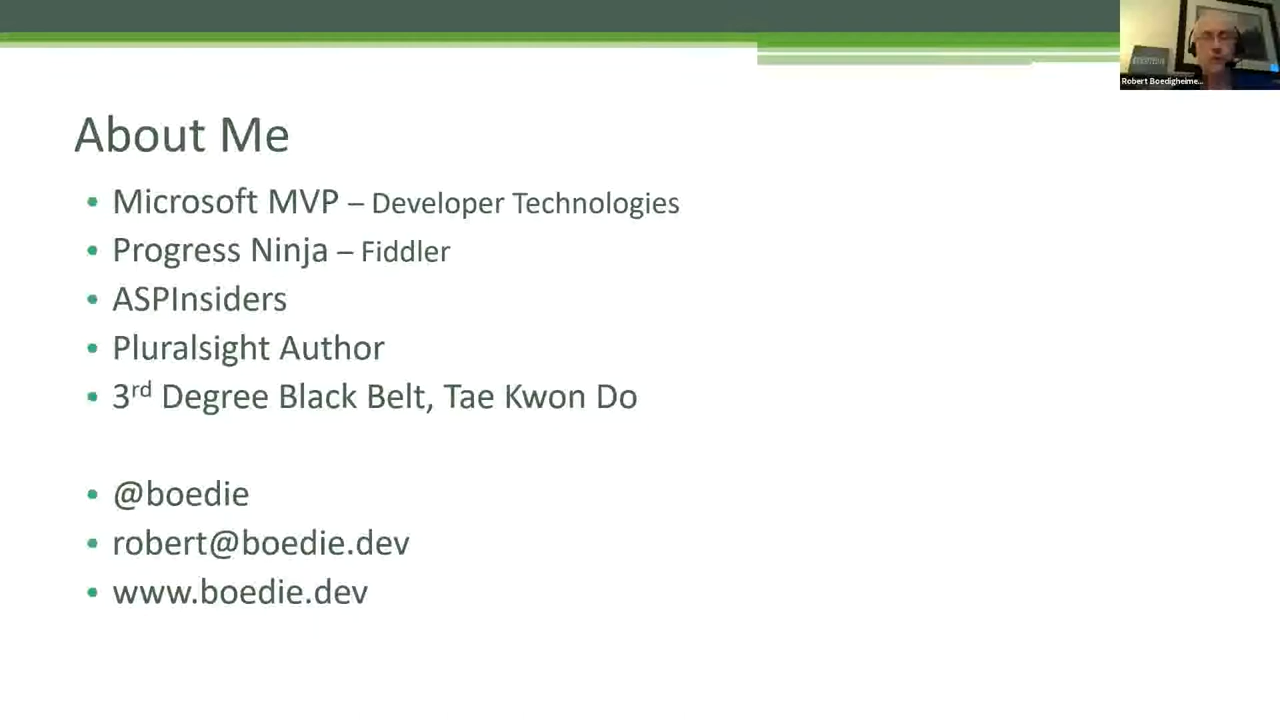 Robert Boedigheime...
About Me
• Microsoft MVP – Developer Technologies
• Progress Ninja – Fiddler
• ASPInsiders
• Pluralsight Author
• 3rd Degree Black Belt, Tae Kwon Do
• @boedie
• robert@boedie.dev
• www.boedie.dev